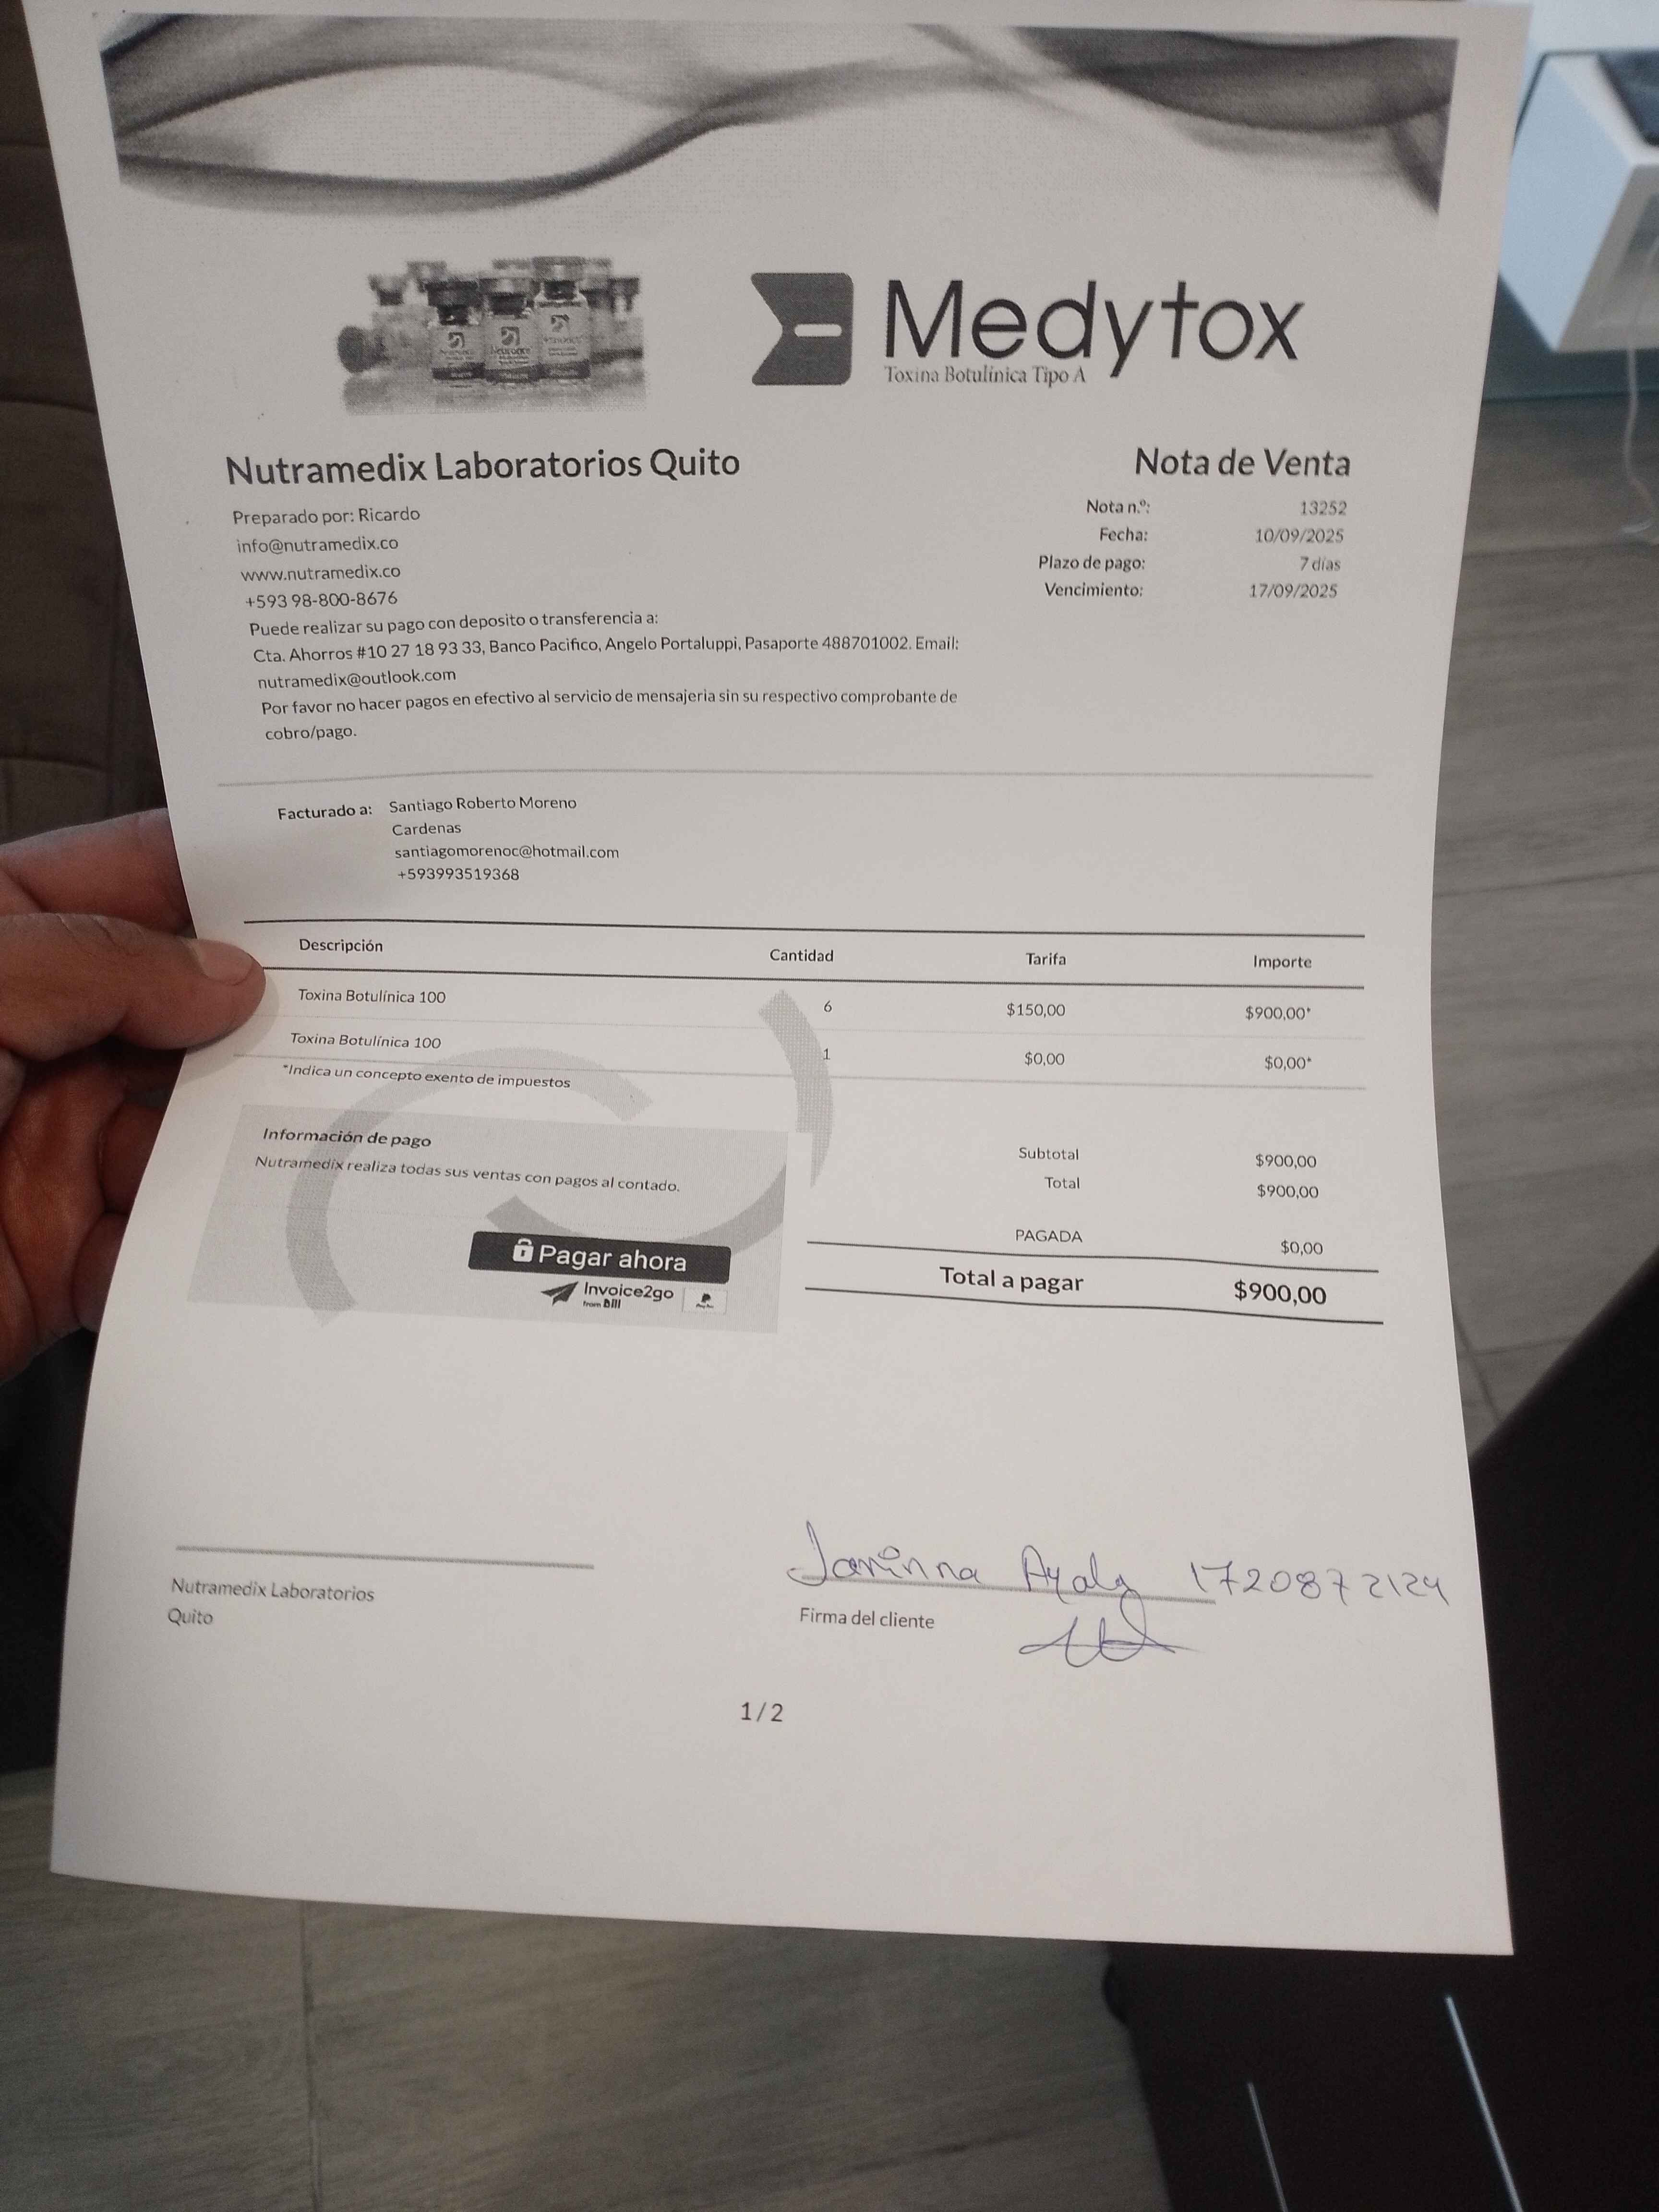 Medytox
Toxina Botulínica Tipo A
Nutramedix Laboratorios Quito
Preparado por: Ricardo
info@nutramedix.co
www.nutramedix.co
+593 98-800-8676
Puede realizar su pago con deposito o transferencia a:
Cta. Ahorros #10 27 18 93 33, Banco Pacifico, Angelo Portaluppi, Pasaporte 488701002. Email:
nutramedix@outlook.com
Por favor no hacer pagos en efectivo al servicio de mensajeria sin su respectivo comprobante de
cobro/pago.
Nota de Venta
Nota n.º: 13252
Fecha: 10/09/2025
Plazo de pago: 7 días
Vencimiento: 17/09/2025
Facturado a: Santiago Roberto Moreno
Cardenas
santiagomorenoc@hotmail.com
+593993519368
Descripción Cantidad Tarifa Importe
Toxina Botulínica 100 6 $150,00 $900,00*
Toxina Botulínica 100 1 $0,00 $0,00*
*Indica un concepto exento de impuestos
Información de pago
Nutramedix realiza todas sus ventas con pagos al contado.
Pagar ahora
Invoice2go
from Bill
Subtotal $900,00
Total $900,00
PAGADA $0,00
Total a pagar $900,00
Nutramedix Laboratorios
Quito
Ayala 1720872124
Firma del cliente
1 / 2